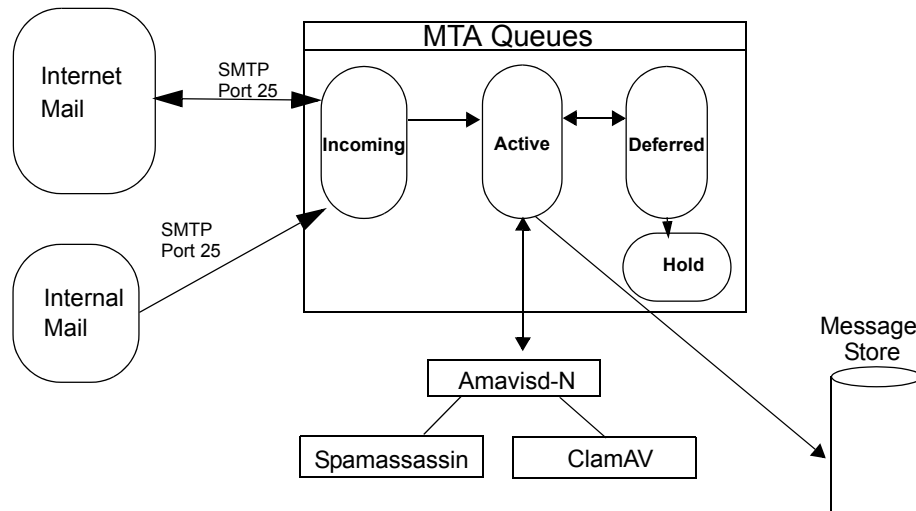 MTA Queues
Internet
Mail
SMTP
Port 25
Incoming
Active
Deferred
Hold
SMTP
Port 25
Internal
Mail
Message
Store
Amavisd-N
Spamassassin
ClamAV